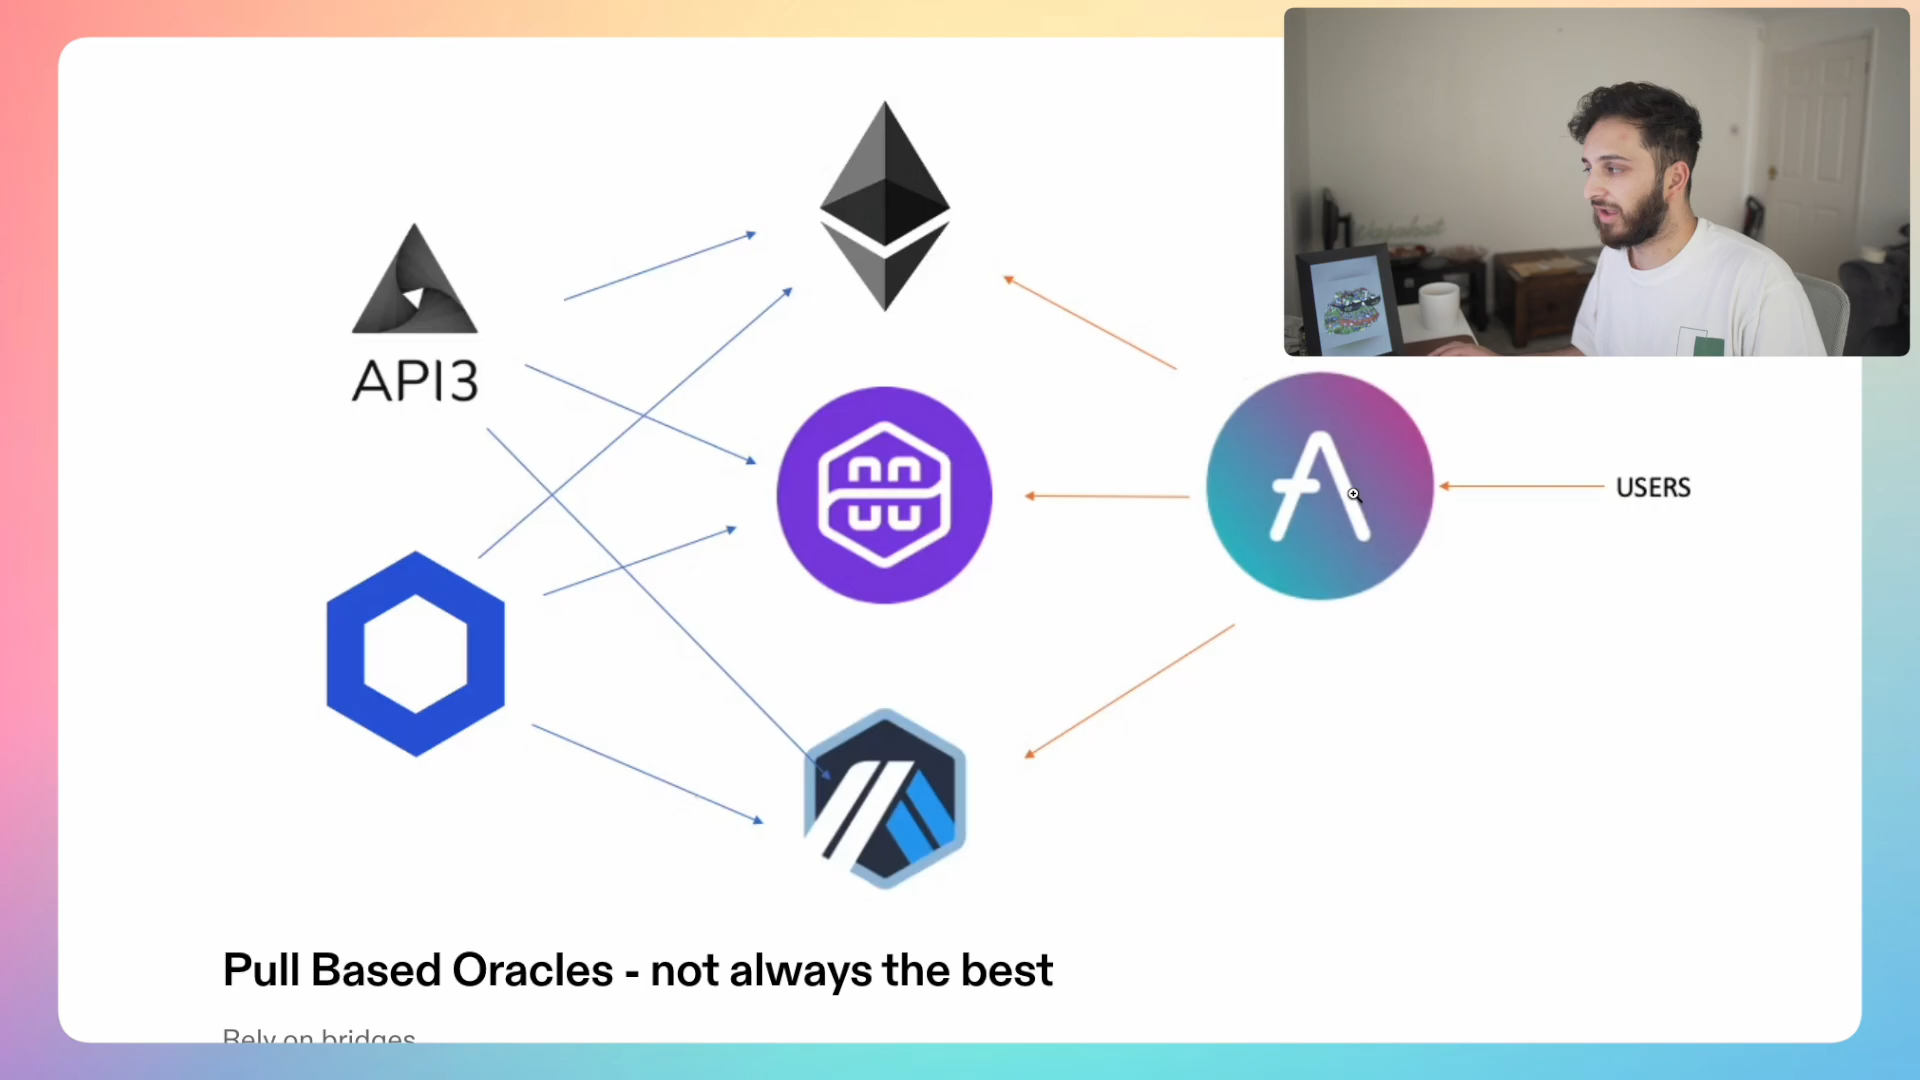 API3
USERS
Pull Based Oracles - not always the best
Rely on bridges